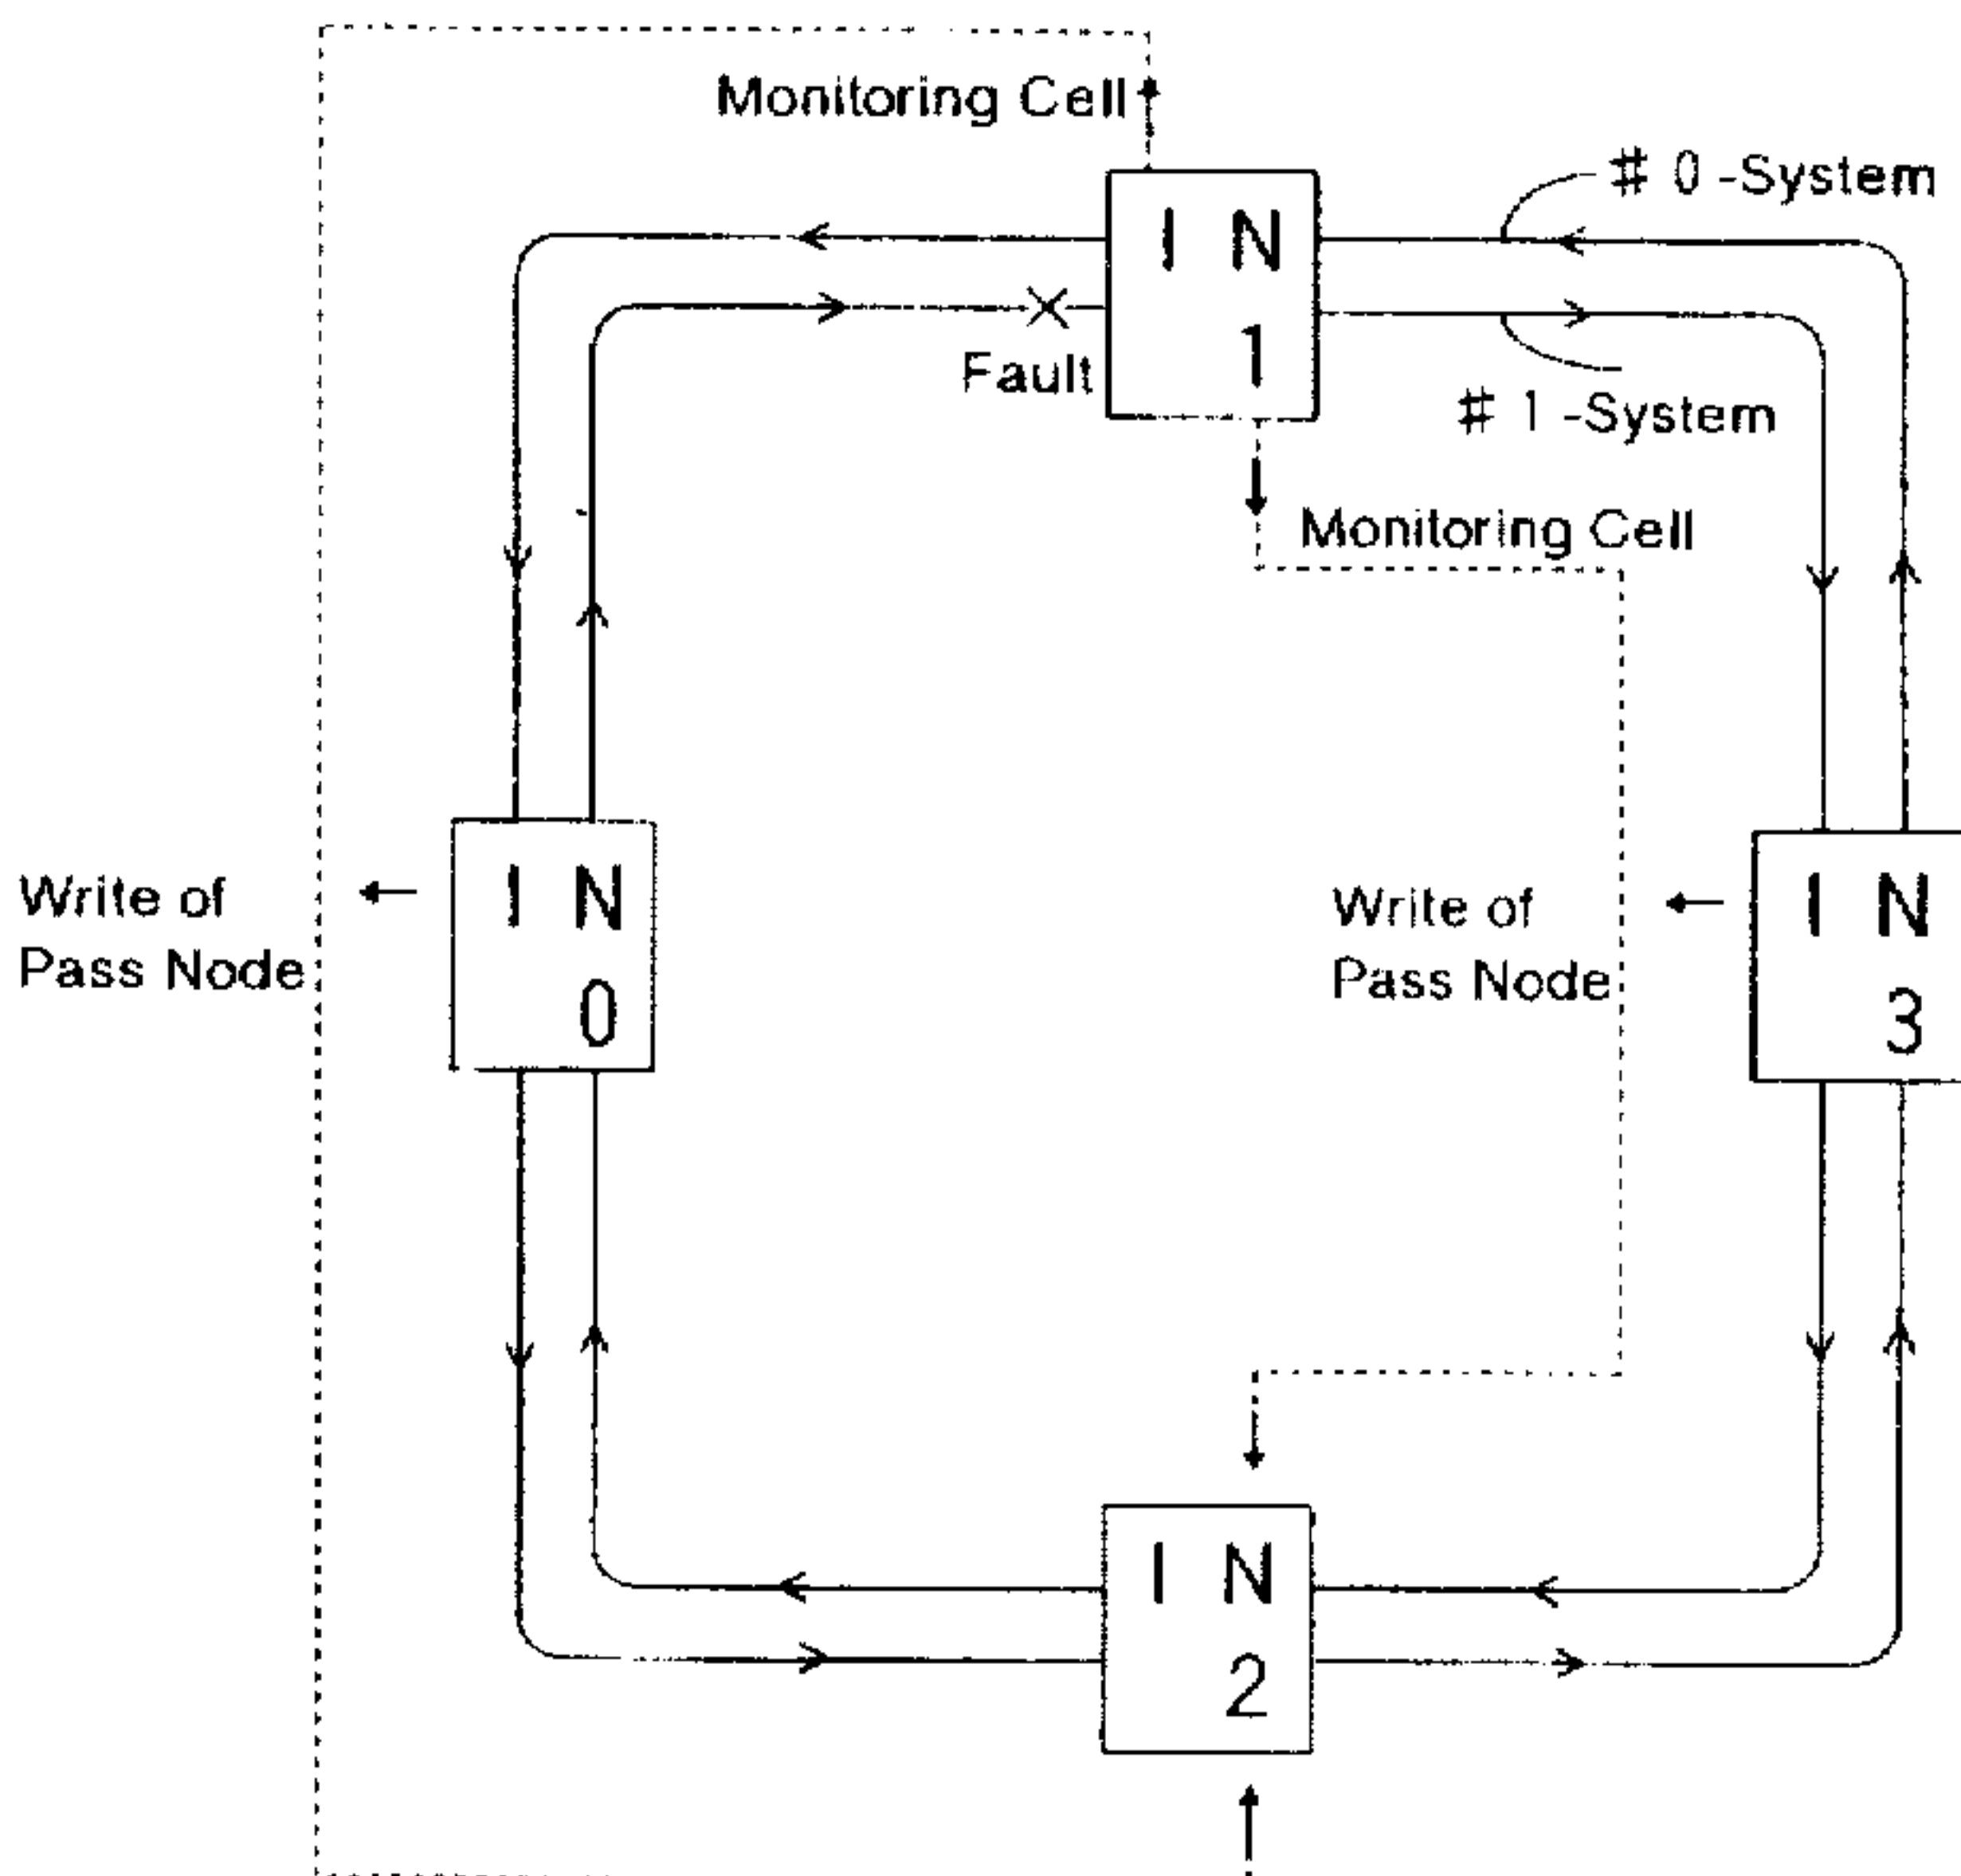 Monitoring Cell
# 0 -System
I N
1
Fault
# 1 -System
Monitoring Cell
Write of
Pass Node
I N
0
Write of
Pass Node
I N
3
I N
2